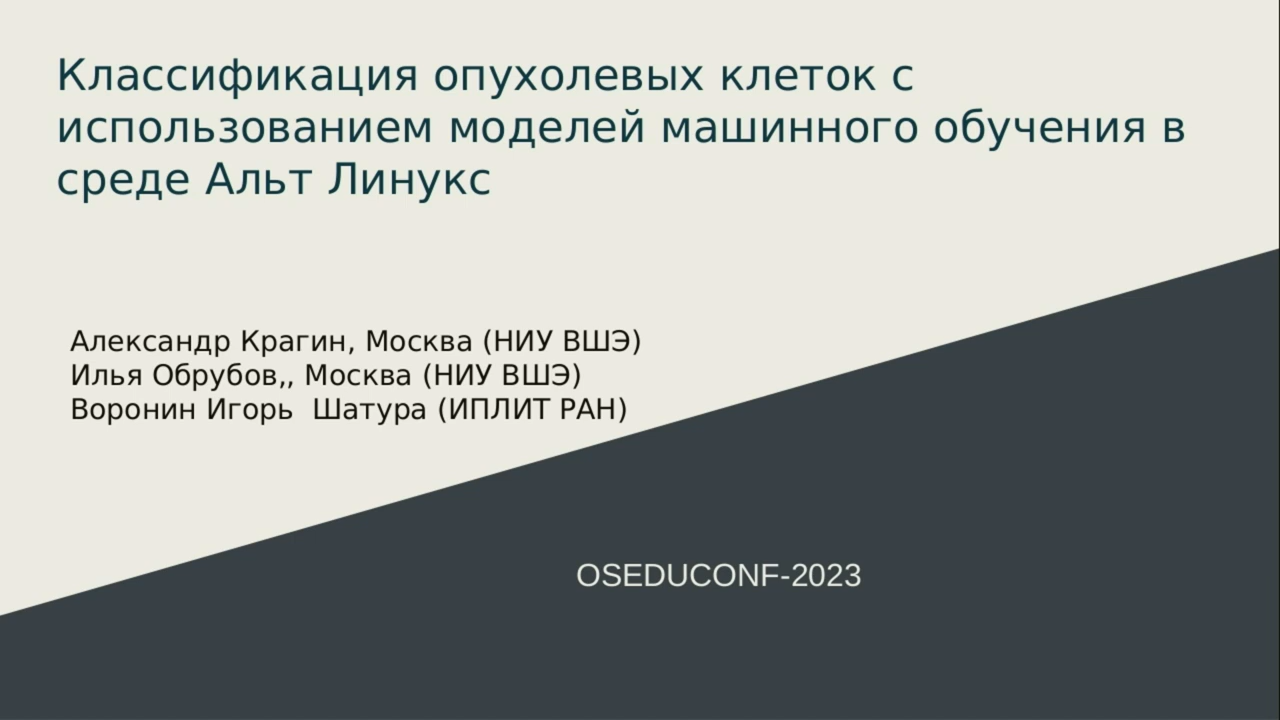 Классификация опухолевых клеток с
использованием моделей машинного обучения в
среде Альт Линукс
Александр Крагин, Москва (НИУ ВШЭ)
Илья Обрубов,, Москва (НИУ ВШЭ)
Воронин Игорь  Шатура (ИПЛИТ РАН)
OSEDUCONF-2023